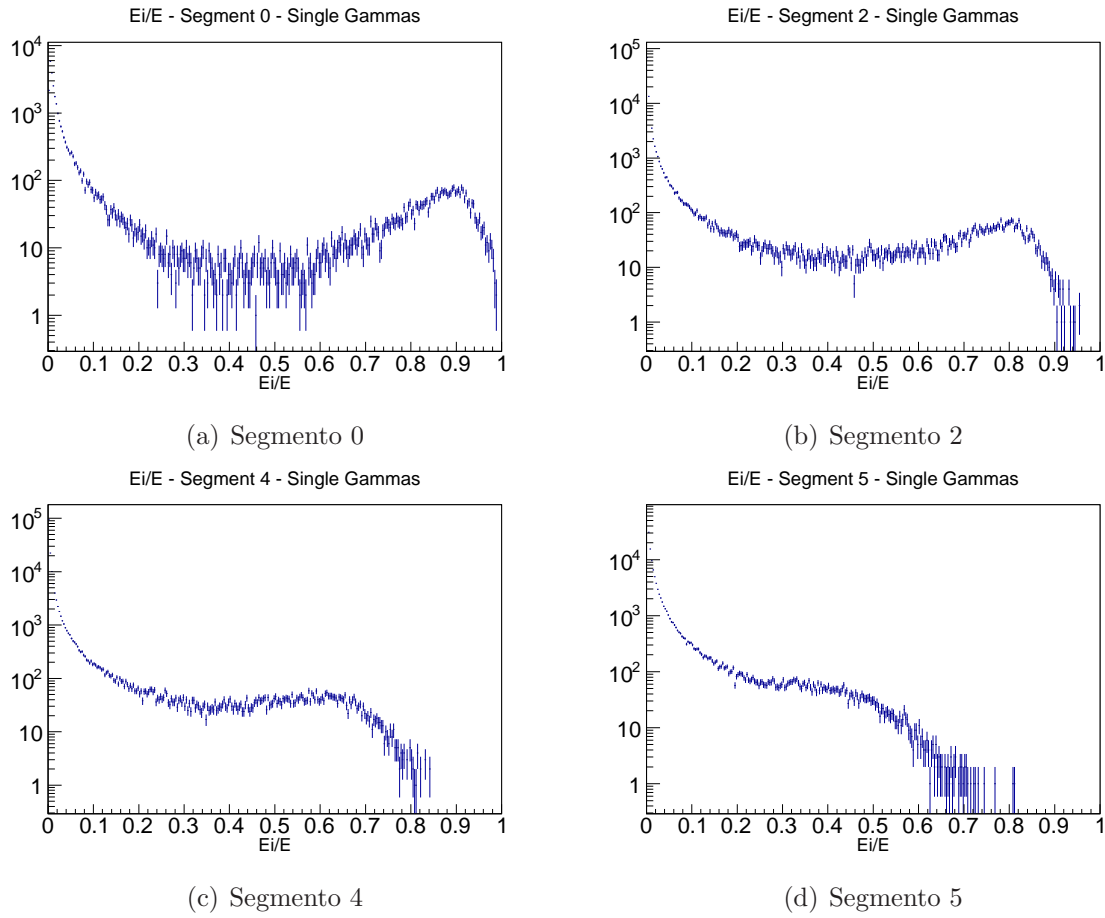 Ei/E - Segment 0 - Single Gammas
10^4
10^3
10^2
10
1
0 0.1 0.2 0.3 0.4 0.5 0.6 0.7 0.8 0.9 1
Ei/E
(a) Segmento 0
Ei/E - Segment 2 - Single Gammas
10^5
10^4
10^3
10^2
10
1
0 0.1 0.2 0.3 0.4 0.5 0.6 0.7 0.8 0.9 1
Ei/E
(b) Segmento 2
Ei/E - Segment 4 - Single Gammas
10^5
10^4
10^3
10^2
10
1
0 0.1 0.2 0.3 0.4 0.5 0.6 0.7 0.8 0.9 1
Ei/E
(c) Segmento 4
Ei/E - Segment 5 - Single Gammas
10^4
10^3
10^2
10
1
0 0.1 0.2 0.3 0.4 0.5 0.6 0.7 0.8 0.9 1
Ei/E
(d) Segmento 5